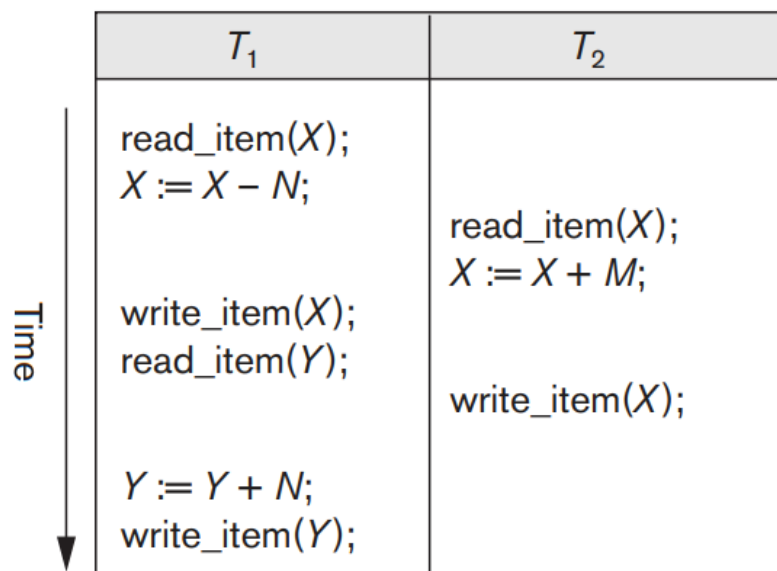 T₁ T₂
read_item(X);
X := X – N;
read_item(X);
X := X + M;
write_item(X);
read_item(Y);
write_item(X);
Y := Y + N;
write_item(Y);
Time